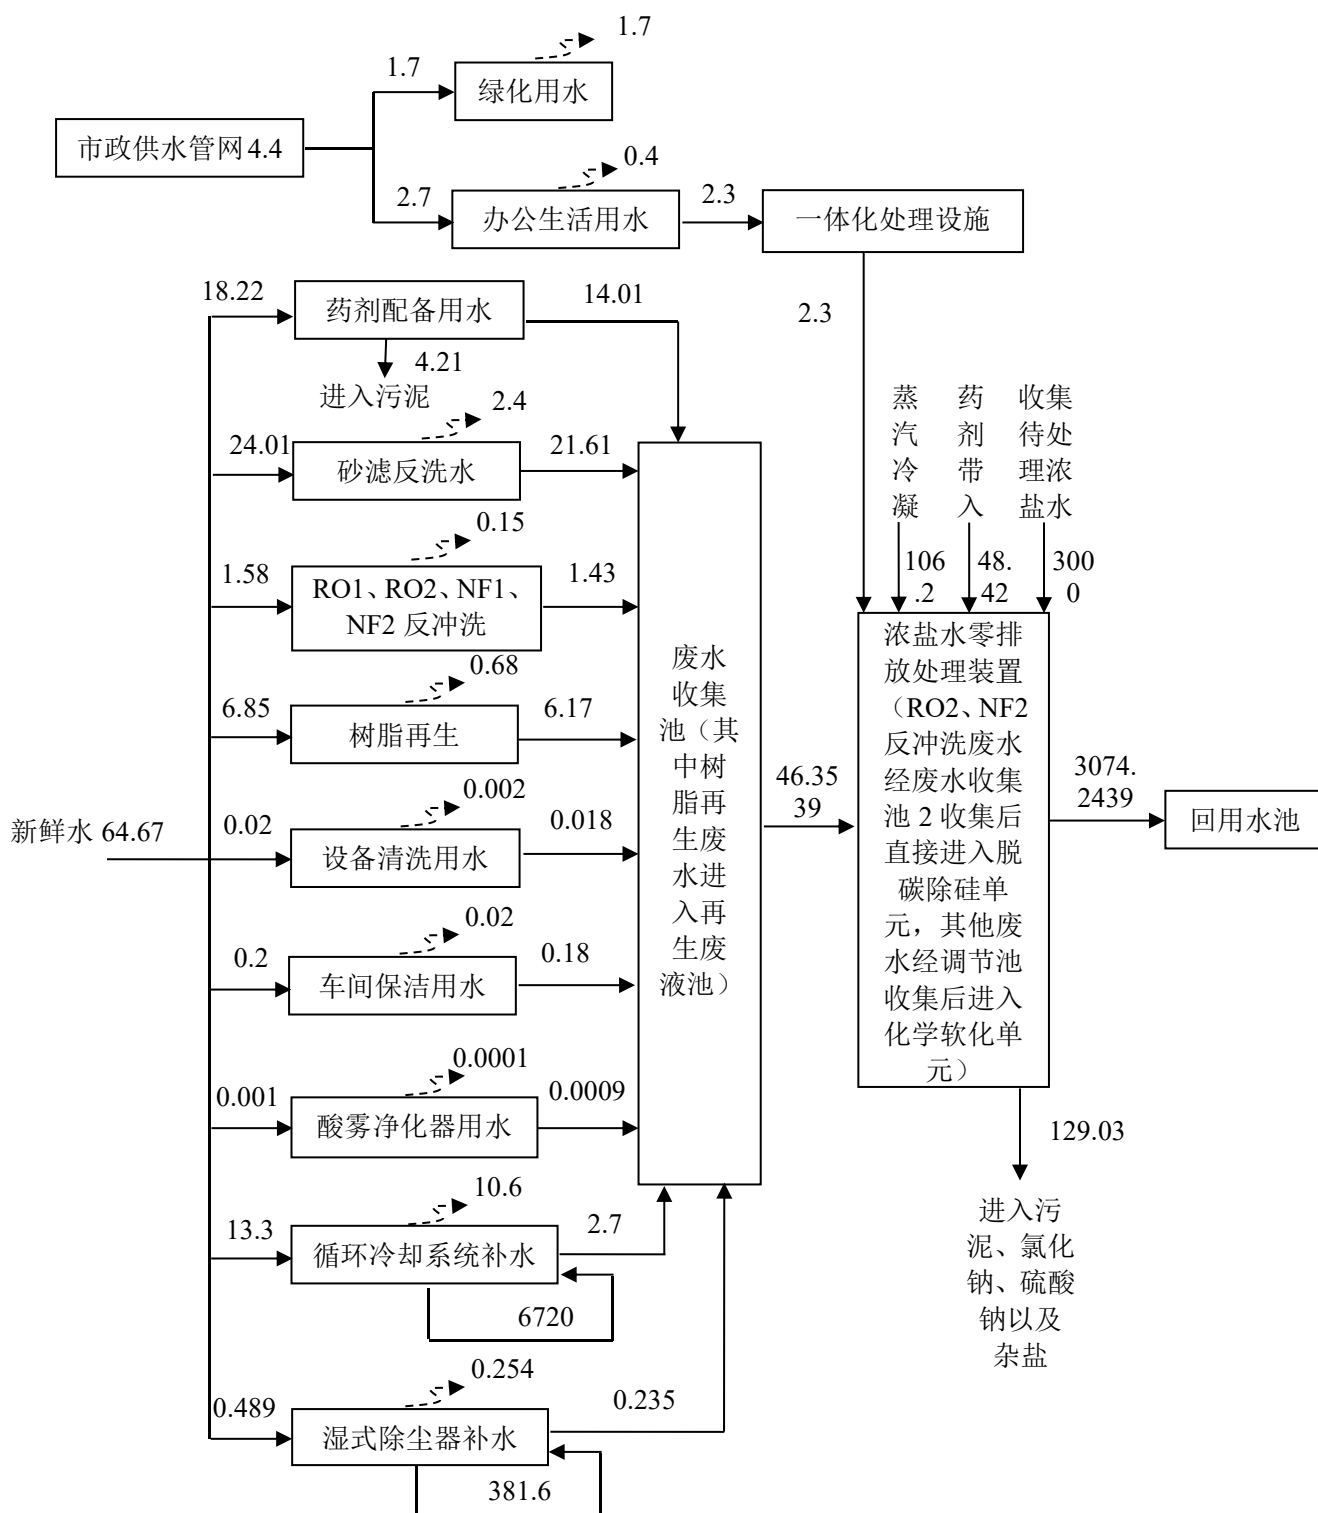 1.7
1.7
绿化用水
市政供水管网4.4
0.4
2.7
办公生活用水
2.3
一体化处理设施
18.22
药剂配备用水
14.01
2.3
4.21
进入污泥
蒸
汽
冷
凝
药
剂
带
入
收集
待处
理浓
盐水
2.4
24.01
砂滤反洗水
21.61
0.15
106
.2
48.
42
300
0
1.58
RO1、RO2、NF1、
NF2 反冲洗
1.43
0.68
6.85
树脂再生
6.17
废水
收集
池（其
中树
脂再
生废
水进
入再
生废
液池）
浓盐水零排
放处理装置
（RO2、NF2
反冲洗废水
经废水收集
池 2 收集后
直接进入脱
碳除硅单
元，其他废
水经调节池
收集后进入
化学软化单
元）
46.35
39
3074.
2439
回用水池
新鲜水 64.67
0.002
0.02
设备清洗用水
0.018
0.02
0.2
车间保洁用水
0.18
0.0001
0.001
酸雾净化器用水
0.0009
129.03
进入污
泥、氯化
钠、硫酸
钠以及
杂盐
10.6
13.3
循环冷却系统补水
2.7
6720
0.254
0.489
湿式除尘器补水
0.235
381.6